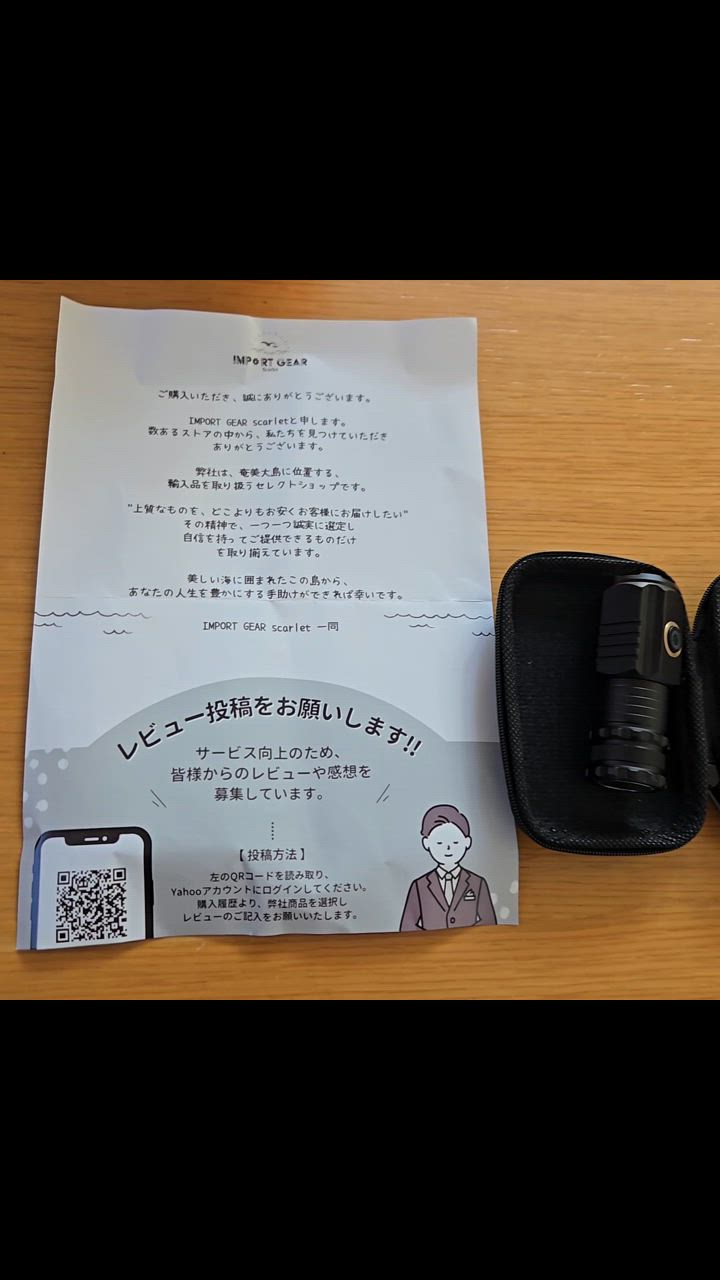 IMPORT GEAR
Scarlet
ご購入いただき、誠にありがとうございます。
IMPORT GEAR scarletと申します。
数あるストアの中から、私たちを見つけていただき
ありがとうございます。
弊社は、奄美大島に位置する、
輸入品を取り扱うセレクトショップです。
"上質なものを、どこよりもお安くお客様にお届けしたい"
その精神で、一つ一つ誠実に選定し
自信を持ってご提供できるものだけ
を取り揃えています。
美しい海に囲まれたこの島から、
あなたの人生を豊かにする手助けができれば幸いです。
IMPORT GEAR scarlet 一同
レビュー投稿をお願いします!!
サービス向上のため、
皆様からのレビューや感想を
募集しています。
【投稿方法】
左のQRコードを読み取り、
Yahooアカウントにログインしてください。
購入履歴より、弊社商品を選択し
レビューのご記入をお願いいたします。